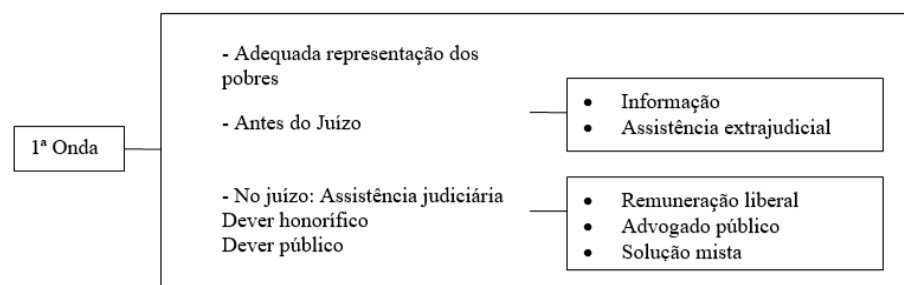 1ª Onda
- Adequada representação dos
pobres
- Antes do Juízo
• Informação
• Assistência extrajudicial
- No juízo: Assistência judiciária
Dever honorífico
Dever público
• Remuneração liberal
• Advogado público
• Solução mista